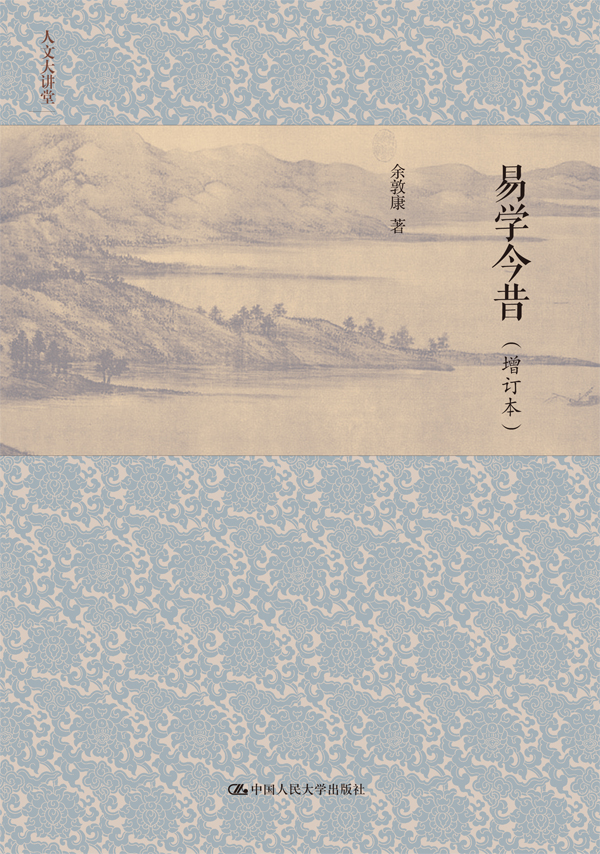 人文大讲堂
易学今昔
（增订本）
余敦康 著
中国人民大学出版社